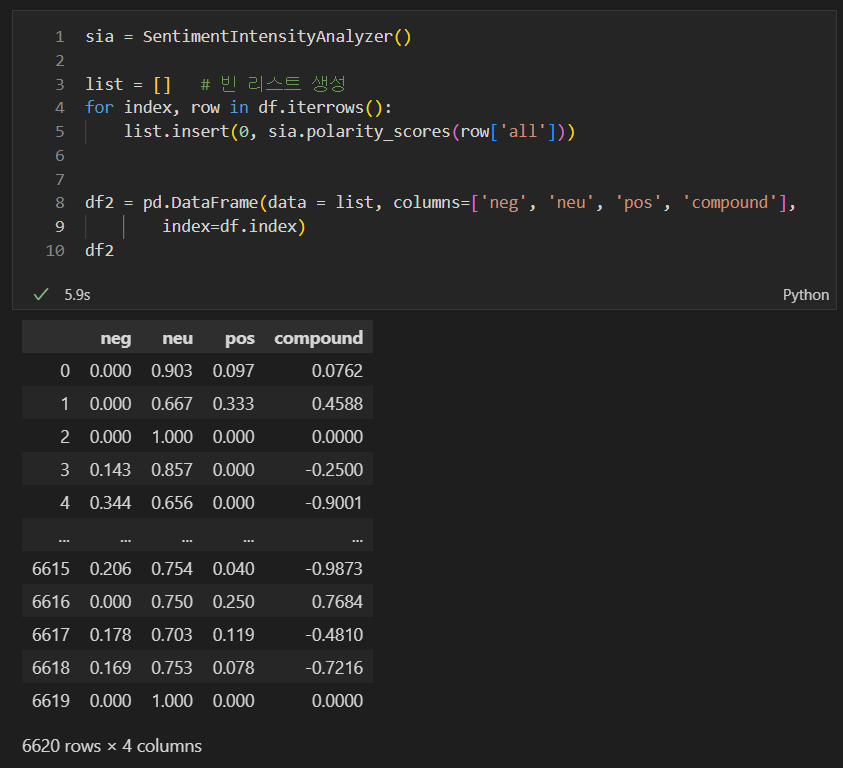 1 sia = SentimentIntensityAnalyzer()
2
3 list = [] # 빈 리스트 생성
4 for index, row in df.iterrows():
5 list.insert(0, sia.polarity_scores(row['all']))
6
7
8 df2 = pd.DataFrame(data = list, columns=['neg', 'neu', 'pos', 'compound'],
9 index=df.index)
10 df2
5.9s Python
neg neu pos compound
0 0.000 0.903 0.097 0.0762
1 0.000 0.667 0.333 0.4588
2 0.000 1.000 0.000 0.0000
3 0.143 0.857 0.000 -0.2500
4 0.344 0.656 0.000 -0.9001
... ... ... ... ...
6615 0.206 0.754 0.040 -0.9873
6616 0.000 0.750 0.250 0.7684
6617 0.178 0.703 0.119 -0.4810
6618 0.169 0.753 0.078 -0.7216
6619 0.000 1.000 0.000 0.0000
6620 rows × 4 columns